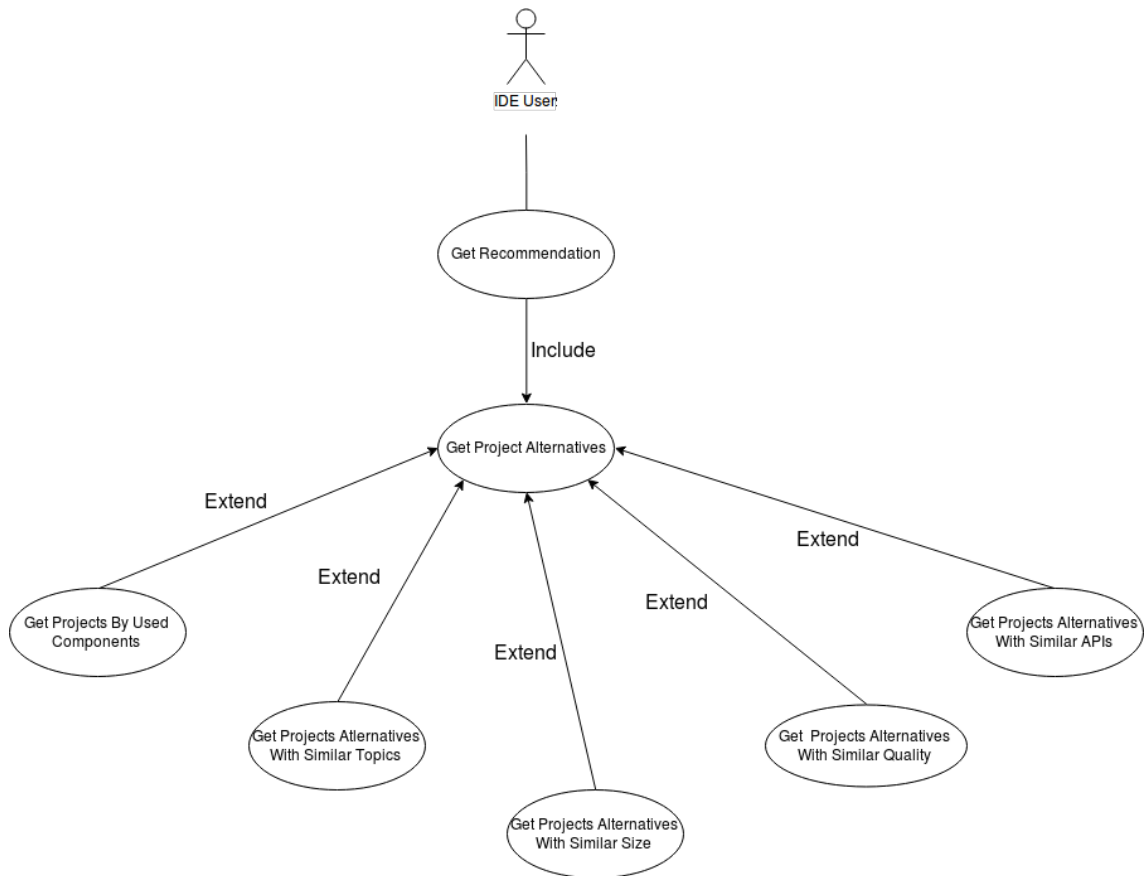 IDE User
Get Recommendation
Include
Get Project Alternatives
Extend
Extend
Extend
Extend
Extend
Get Projects By Used
Components
Get Projects Atlernatives
With Similar Topics
Get Projects Alternatives
With Similar Size
Get  Projects Alternatives
With Similar Quality
Get Projects Alternatives
With Similar APIs